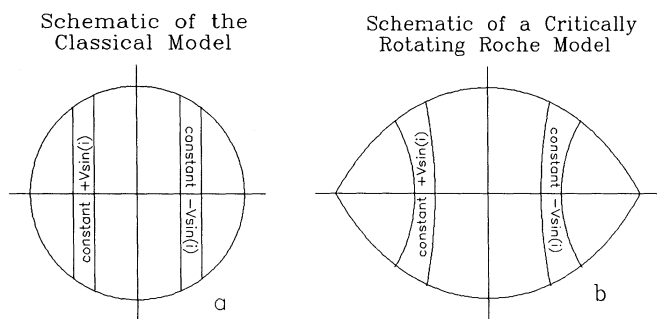 Schematic of the
Classical Model
constant +Vsin(i)
constant −Vsin(i)
a
Schematic of a Critically
Rotating Roche Model
constant +Vsin(i)
constant −Vsin(i)
b